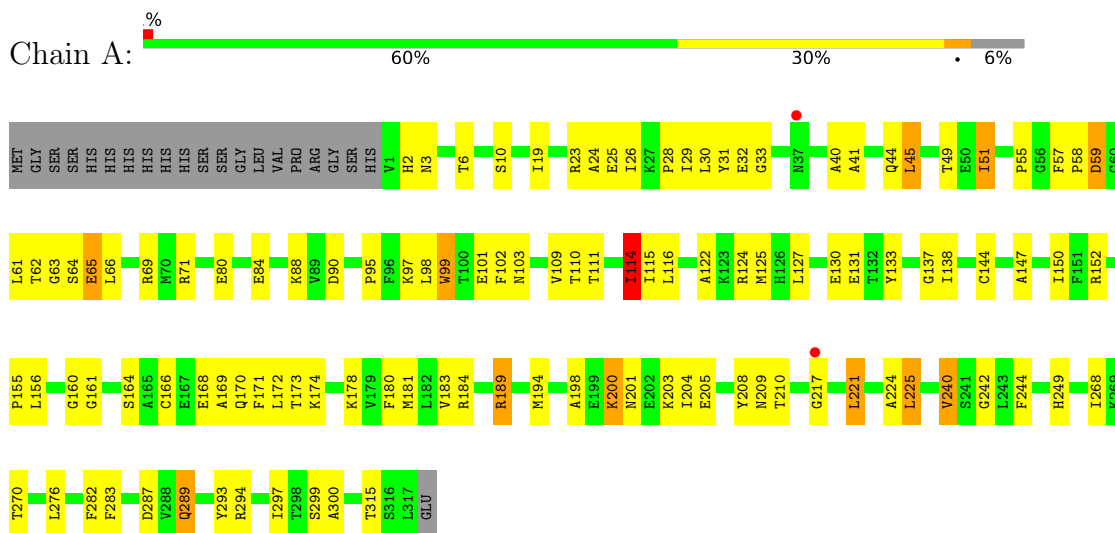 %
Chain A:
60% 30% • 6%
MET GLY SER SER HIS HIS HIS HIS HIS HIS SER SER GLY LEU VAL PRO ARG GLY SER HIS V1 H2 N3 T6 S10 I19 R23 A24 E25 I26 K27 P28 I29 L30 Y31 E32 G33 N37 A40 A41 Q44 L45 T49 E50 I51 P55 G56 F57 P58 D59 G60
L61 T62 G63 S64 E65 L66 R69 M70 R71 E80 E84 K88 V89 D90 P95 F96 K97 L98 W99 T100 E101 F102 N103 V109 T110 T111 I114 I115 L116 A122 K123 R124 M125 H126 L127 E130 E131 T132 Y133 G137 I138 C144 A147 I150 F151 R152
P155 L156 G160 G161 S164 A165 C166 E167 E168 A169 Q170 F171 L172 T173 K174 K178 V179 F180 M181 L182 V183 R184 R189 M194 A198 E199 K200 N201 E202 K203 I204 E205 Y208 N209 T210 G217 L221 A224 L225 V240 S241 G242 L243 F244 H249 I268 K269
T270 L276 F282 F283 D287 V288 Q289 Y293 R294 I297 T298 S299 A300 T315 S316 L317 GLU